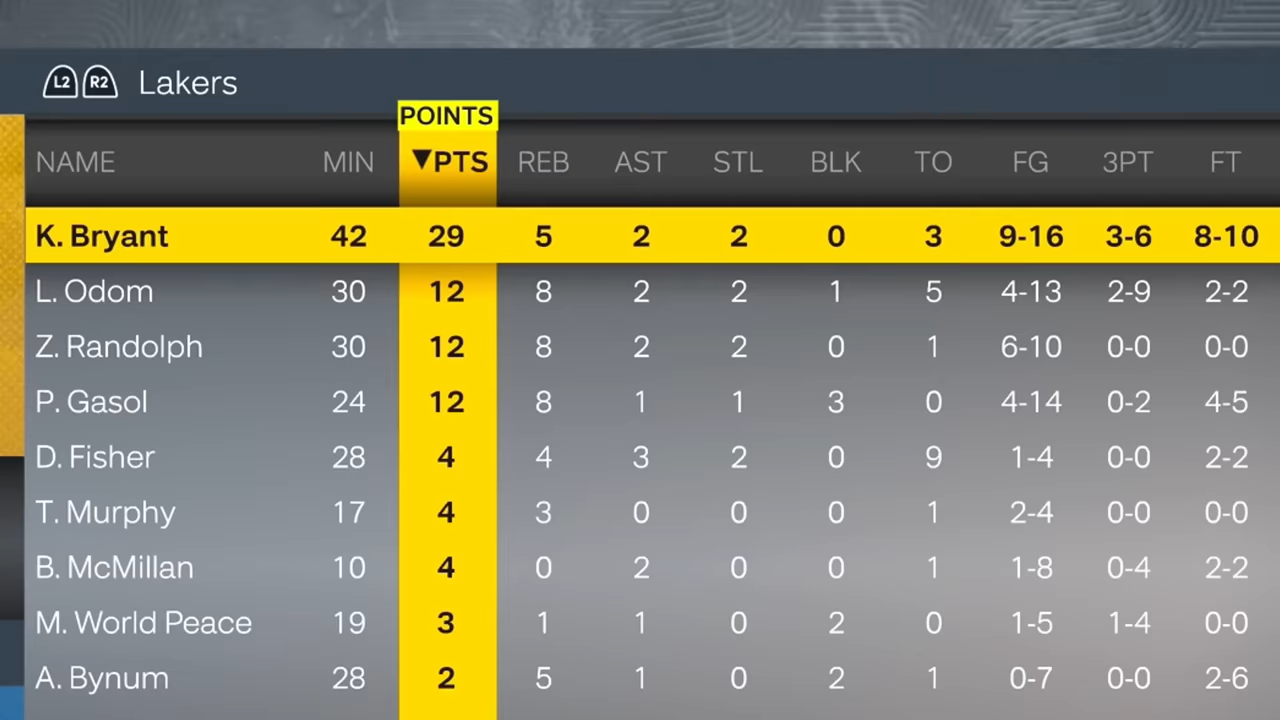 L2 R2 Lakers
POINTS
NAME MIN ▼PTS REB AST STL BLK TO FG 3PT FT
K. Bryant 42 29 5 2 2 0 3 9-16 3-6 8-10
L. Odom 30 12 8 2 2 1 5 4-13 2-9 2-2
Z. Randolph 30 12 8 2 2 0 1 6-10 0-0 0-0
P. Gasol 24 12 8 1 1 3 0 4-14 0-2 4-5
D. Fisher 28 4 4 3 2 0 9 1-4 0-0 2-2
T. Murphy 17 4 3 0 0 0 1 2-4 0-0 0-0
B. McMillan 10 4 0 2 0 0 1 1-8 0-4 2-2
M. World Peace 19 3 1 1 0 2 0 1-5 1-4 0-0
A. Bynum 28 2 5 1 0 2 1 0-7 0-0 2-6